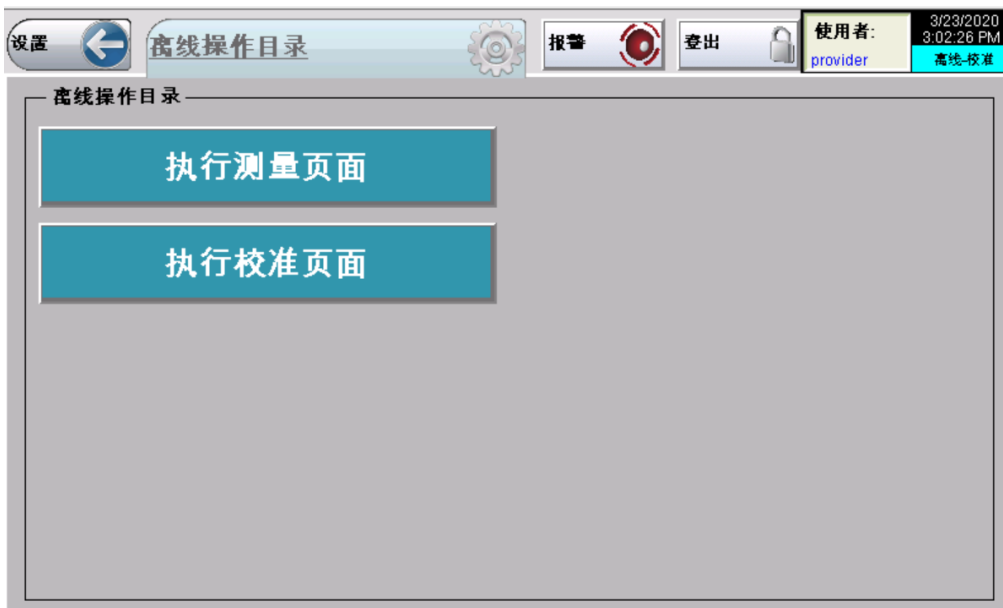 设置
离线操作目录
报警
登出
使用者:
provider
3/23/2020
3:02:26 PM
离线-校准
离线操作目录
执行测量页面
执行校准页面